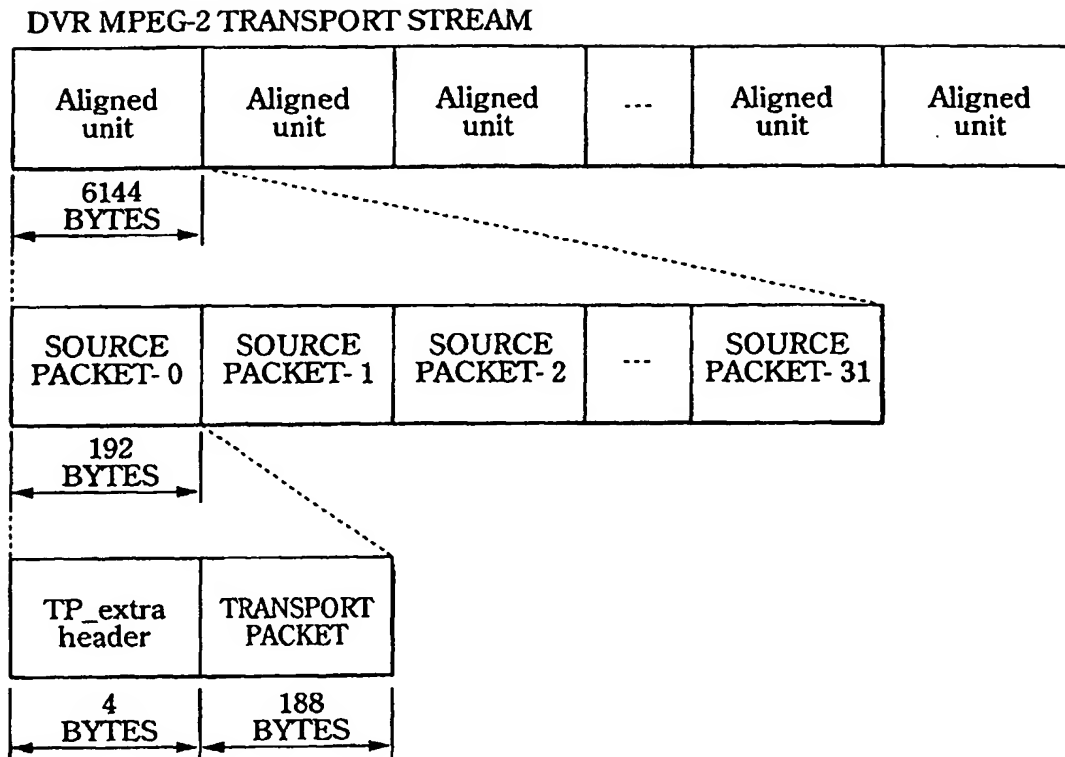 DVR MPEG-2 TRANSPORT STREAM
Aligned unit
Aligned unit
Aligned unit
---
Aligned unit
Aligned unit
6144 BYTES
SOURCE PACKET- 0
SOURCE PACKET- 1
SOURCE PACKET- 2
---
SOURCE PACKET- 31
192 BYTES
TP_extra header
TRANSPORT PACKET
4 BYTES
188 BYTES